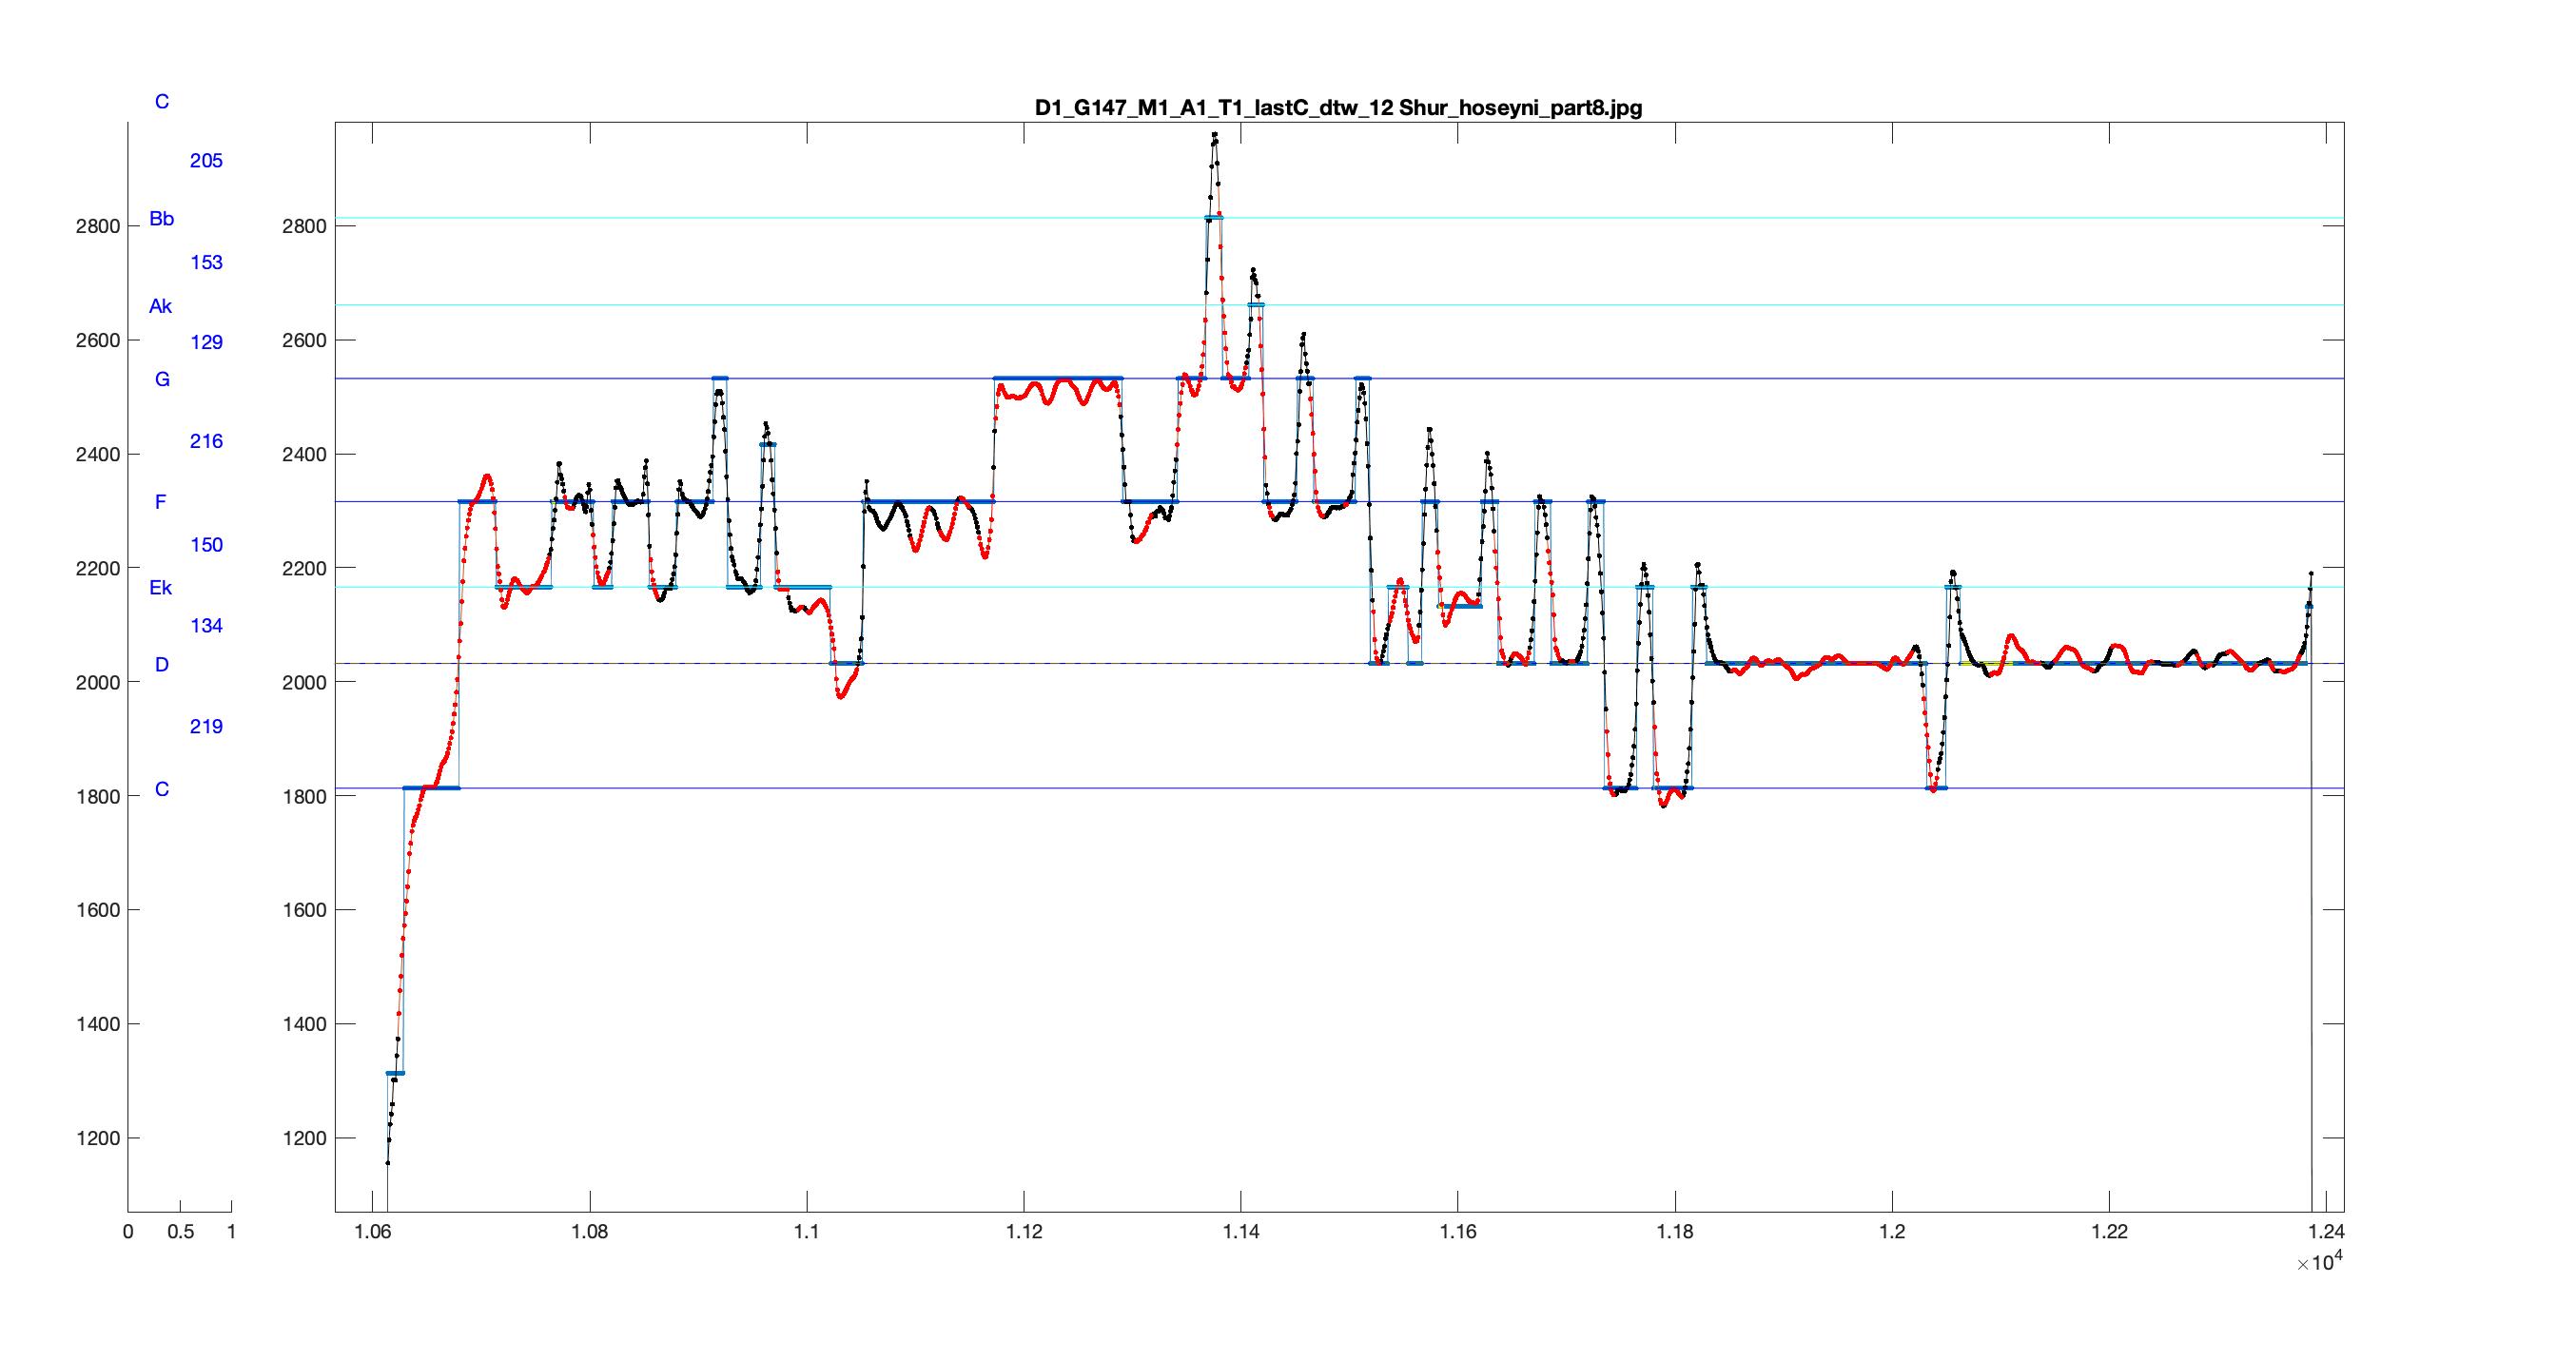 D1_G147_M1_A1_T1_lastC_dtw_12 Shur_hoseyni_part8.jpg
C
205
2800 Bb 2800
153
Ak
129
2600 2600
G
216
2400 2400
F
150
2200 2200
Ek
134
D
2000 2000
219
1800 C 1800
1600 1600
1400 1400
1200 1200
0 0.5 1 1.06 1.08 1.1 1.12 1.14 1.16 1.18 1.2 1.22 1.24
×10⁴